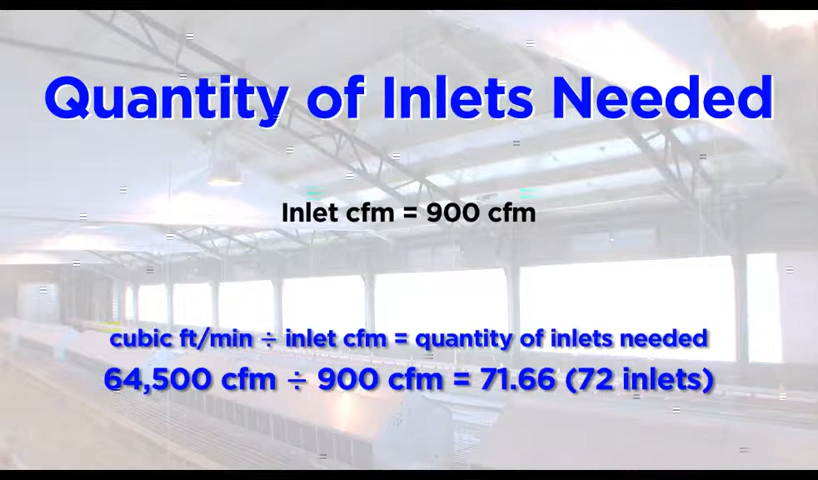 Quantity of Inlets Needed
Inlet cfm = 900 cfm
cubic ft/min ÷ inlet cfm = quantity of inlets needed
64,500 cfm ÷ 900 cfm = 71.66 (72 inlets)